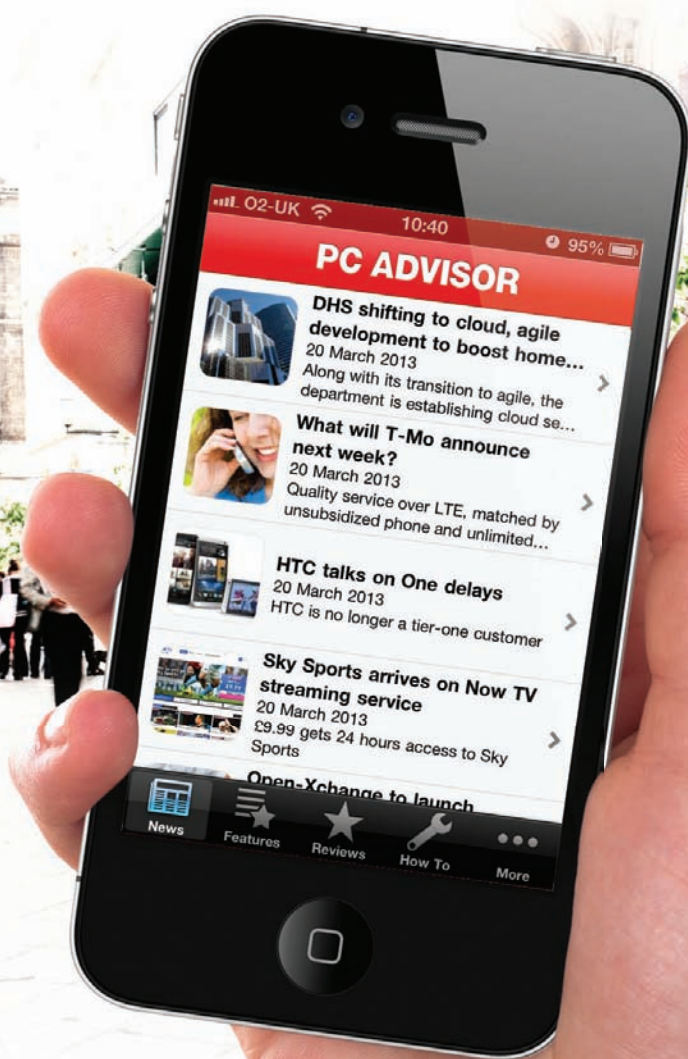 O2-UK 10:40 95%
PC ADVISOR
DHS shifting to cloud, agile
development to boost home...
20 March 2013
Along with its transition to agile, the
department is establishing cloud se...
What will T-Mo announce
next week?
20 March 2013
Quality service over LTE, matched by
unsubsidized phone and unlimited...
HTC talks on One delays
20 March 2013
HTC is no longer a tier-one customer
Sky Sports arrives on Now TV
streaming service
20 March 2013
£9.99 gets 24 hours access to Sky
Sports
Open-Xchange to launch
News Features Reviews How To More